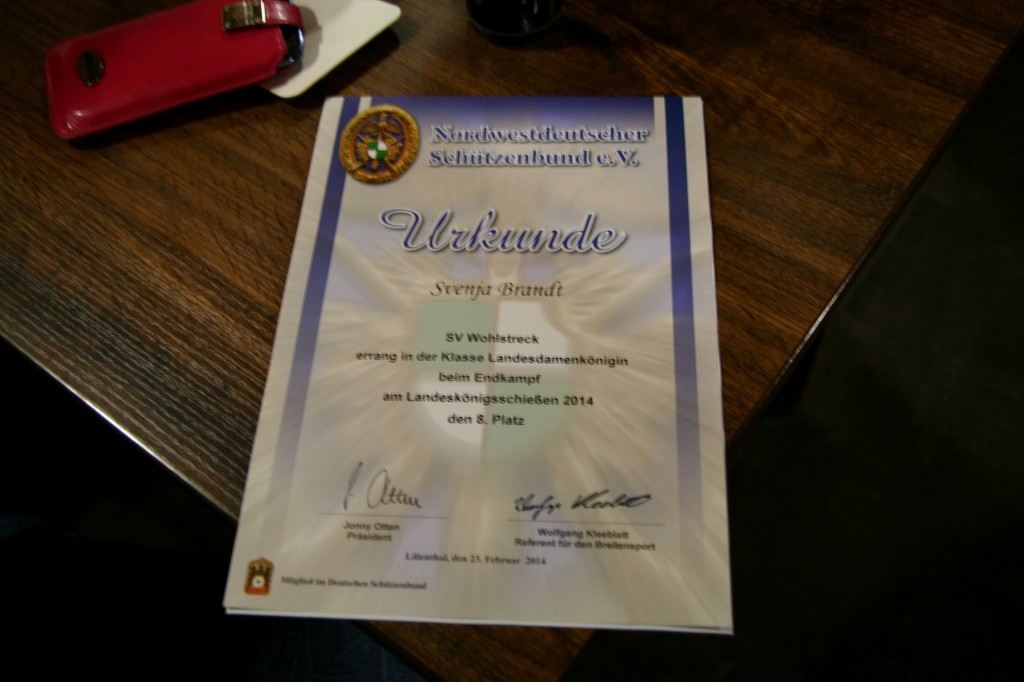 Nordwestdeutscher
Schützenbund e.V.
Urkunde
Svenja Brandt
SV Wohlstreck
errang in der Klasse Landesdamenkönigin
beim Endkampf
am Landeskönigsschießen 2014
den 8. Platz
J. Otten
Jonny Otten
Präsident
Wolfgang Kleeblatt
Referent für den Breitensport
Lilienthal, den 23. Februar 2014
Mitglied im Deutschen Schützenbund